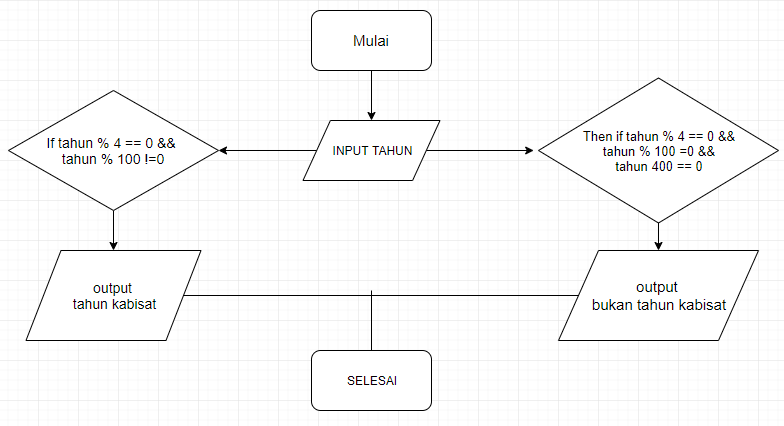 Mulai
INPUT TAHUN
If tahun % 4 == 0 &&
tahun % 100 !=0
Then if tahun % 4 == 0 &&
tahun % 100 =0 &&
tahun 400 == 0
output
tahun kabisat
output
bukan tahun kabisat
SELESAI